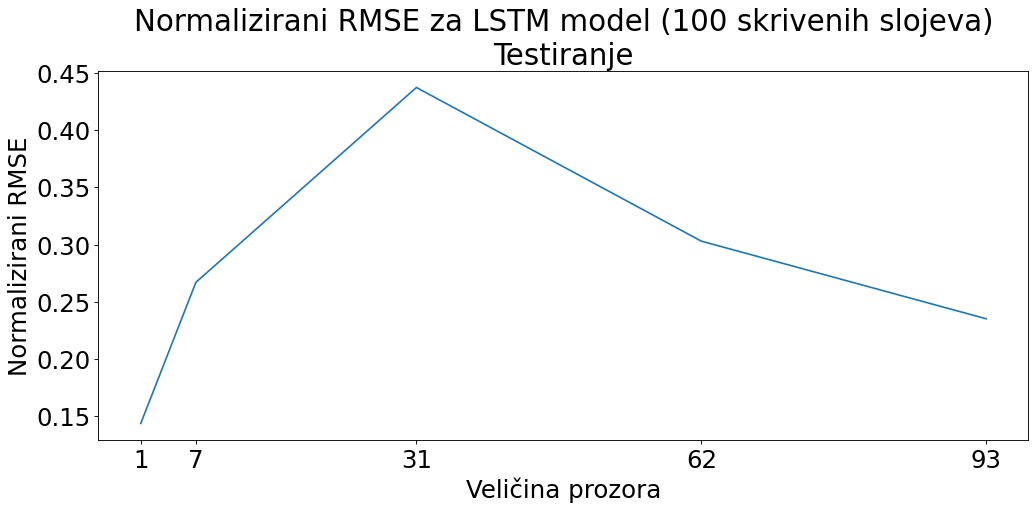 Normalizirani RMSE za LSTM model (100 skrivenih slojeva)
Testiranje
Normalizirani RMSE
0.45
0.40
0.35
0.30
0.25
0.20
0.15
1 7 31 62 93
Veličina prozora